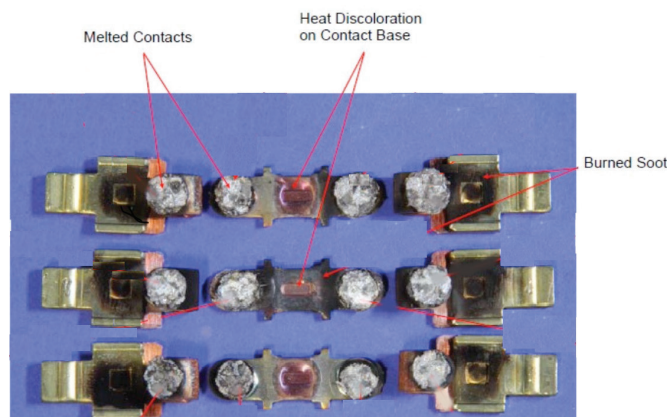 Melted Contacts
Heat Discoloration
on Contact Base
Burned Soot